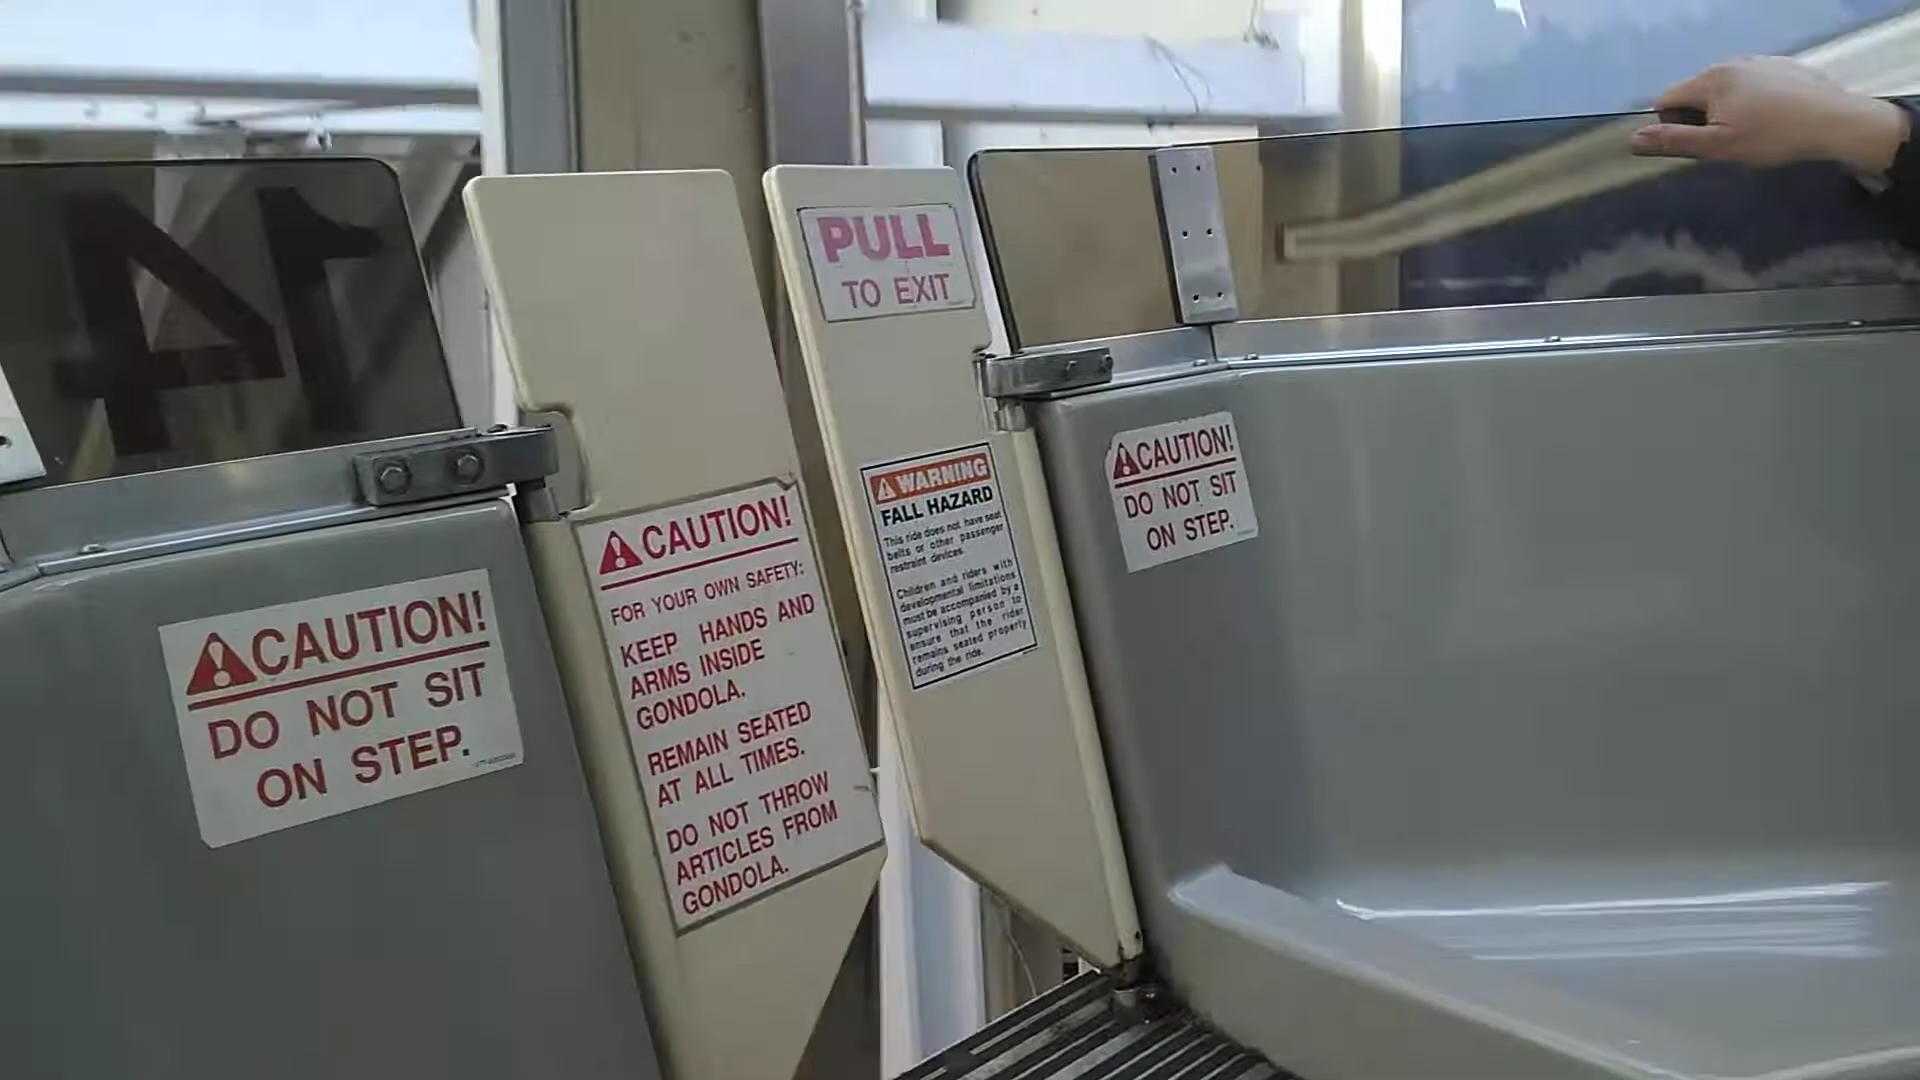 14
CAUTION!
DO NOT SIT
ON STEP.
CAUTION!
FOR YOUR OWN SAFETY:
KEEP HANDS AND
ARMS INSIDE
GONDOLA.
REMAIN SEATED
AT ALL TIMES.
DO NOT THROW
ARTICLES FROM
GONDOLA.
PULL
TO EXIT
WARNING
FALL HAZARD
This ride does not have seat
belts or other passenger
restraint devices.
Children and riders with
developmental limitations
must be accompanied by a
supervising person to
ensure that the rider
remains seated properly
during the ride.
CAUTION!
DO NOT SIT
ON STEP.